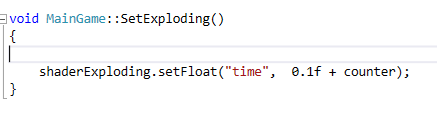 void MainGame::SetExploding()
{
shaderExploding.setFloat("time",  0.1f + counter);
}